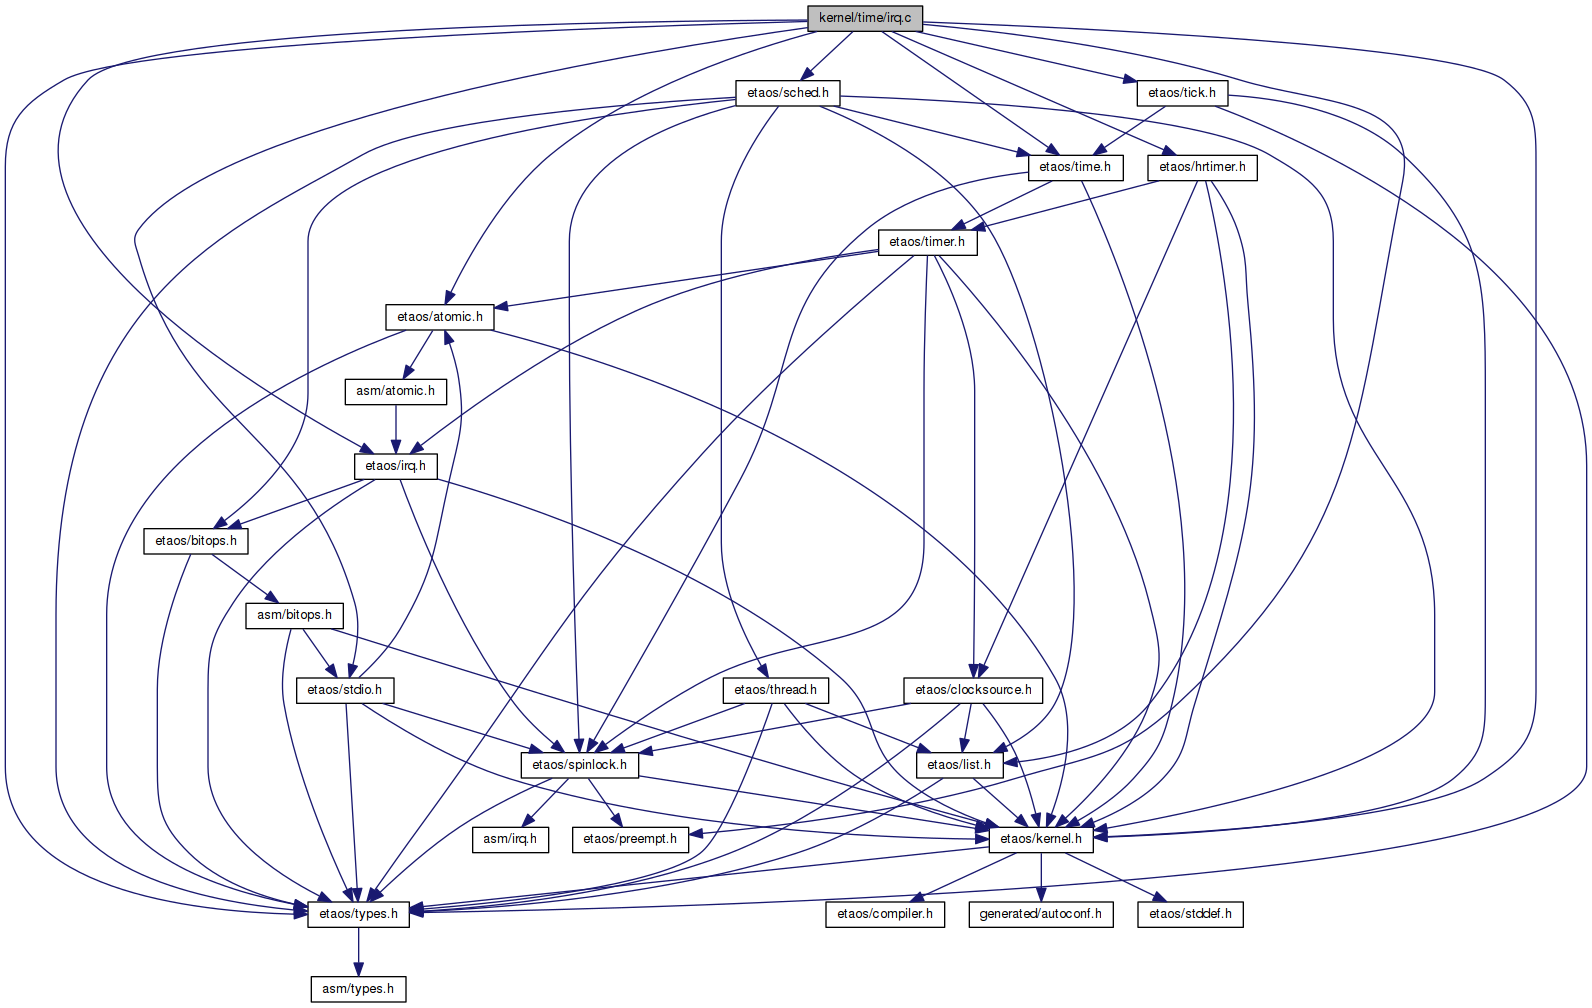 kernel/time/irq.c
etaos/sched.h
etaos/tick.h
etaos/time.h
etaos/hrtimer.h
etaos/timer.h
etaos/atomic.h
asm/atomic.h
etaos/irq.h
etaos/bitops.h
asm/bitops.h
etaos/stdio.h
etaos/thread.h
etaos/clocksource.h
etaos/spinlock.h
etaos/list.h
asm/irq.h
etaos/preempt.h
etaos/kernel.h
etaos/types.h
etaos/compiler.h
generated/autoconf.h
etaos/stddef.h
asm/types.h